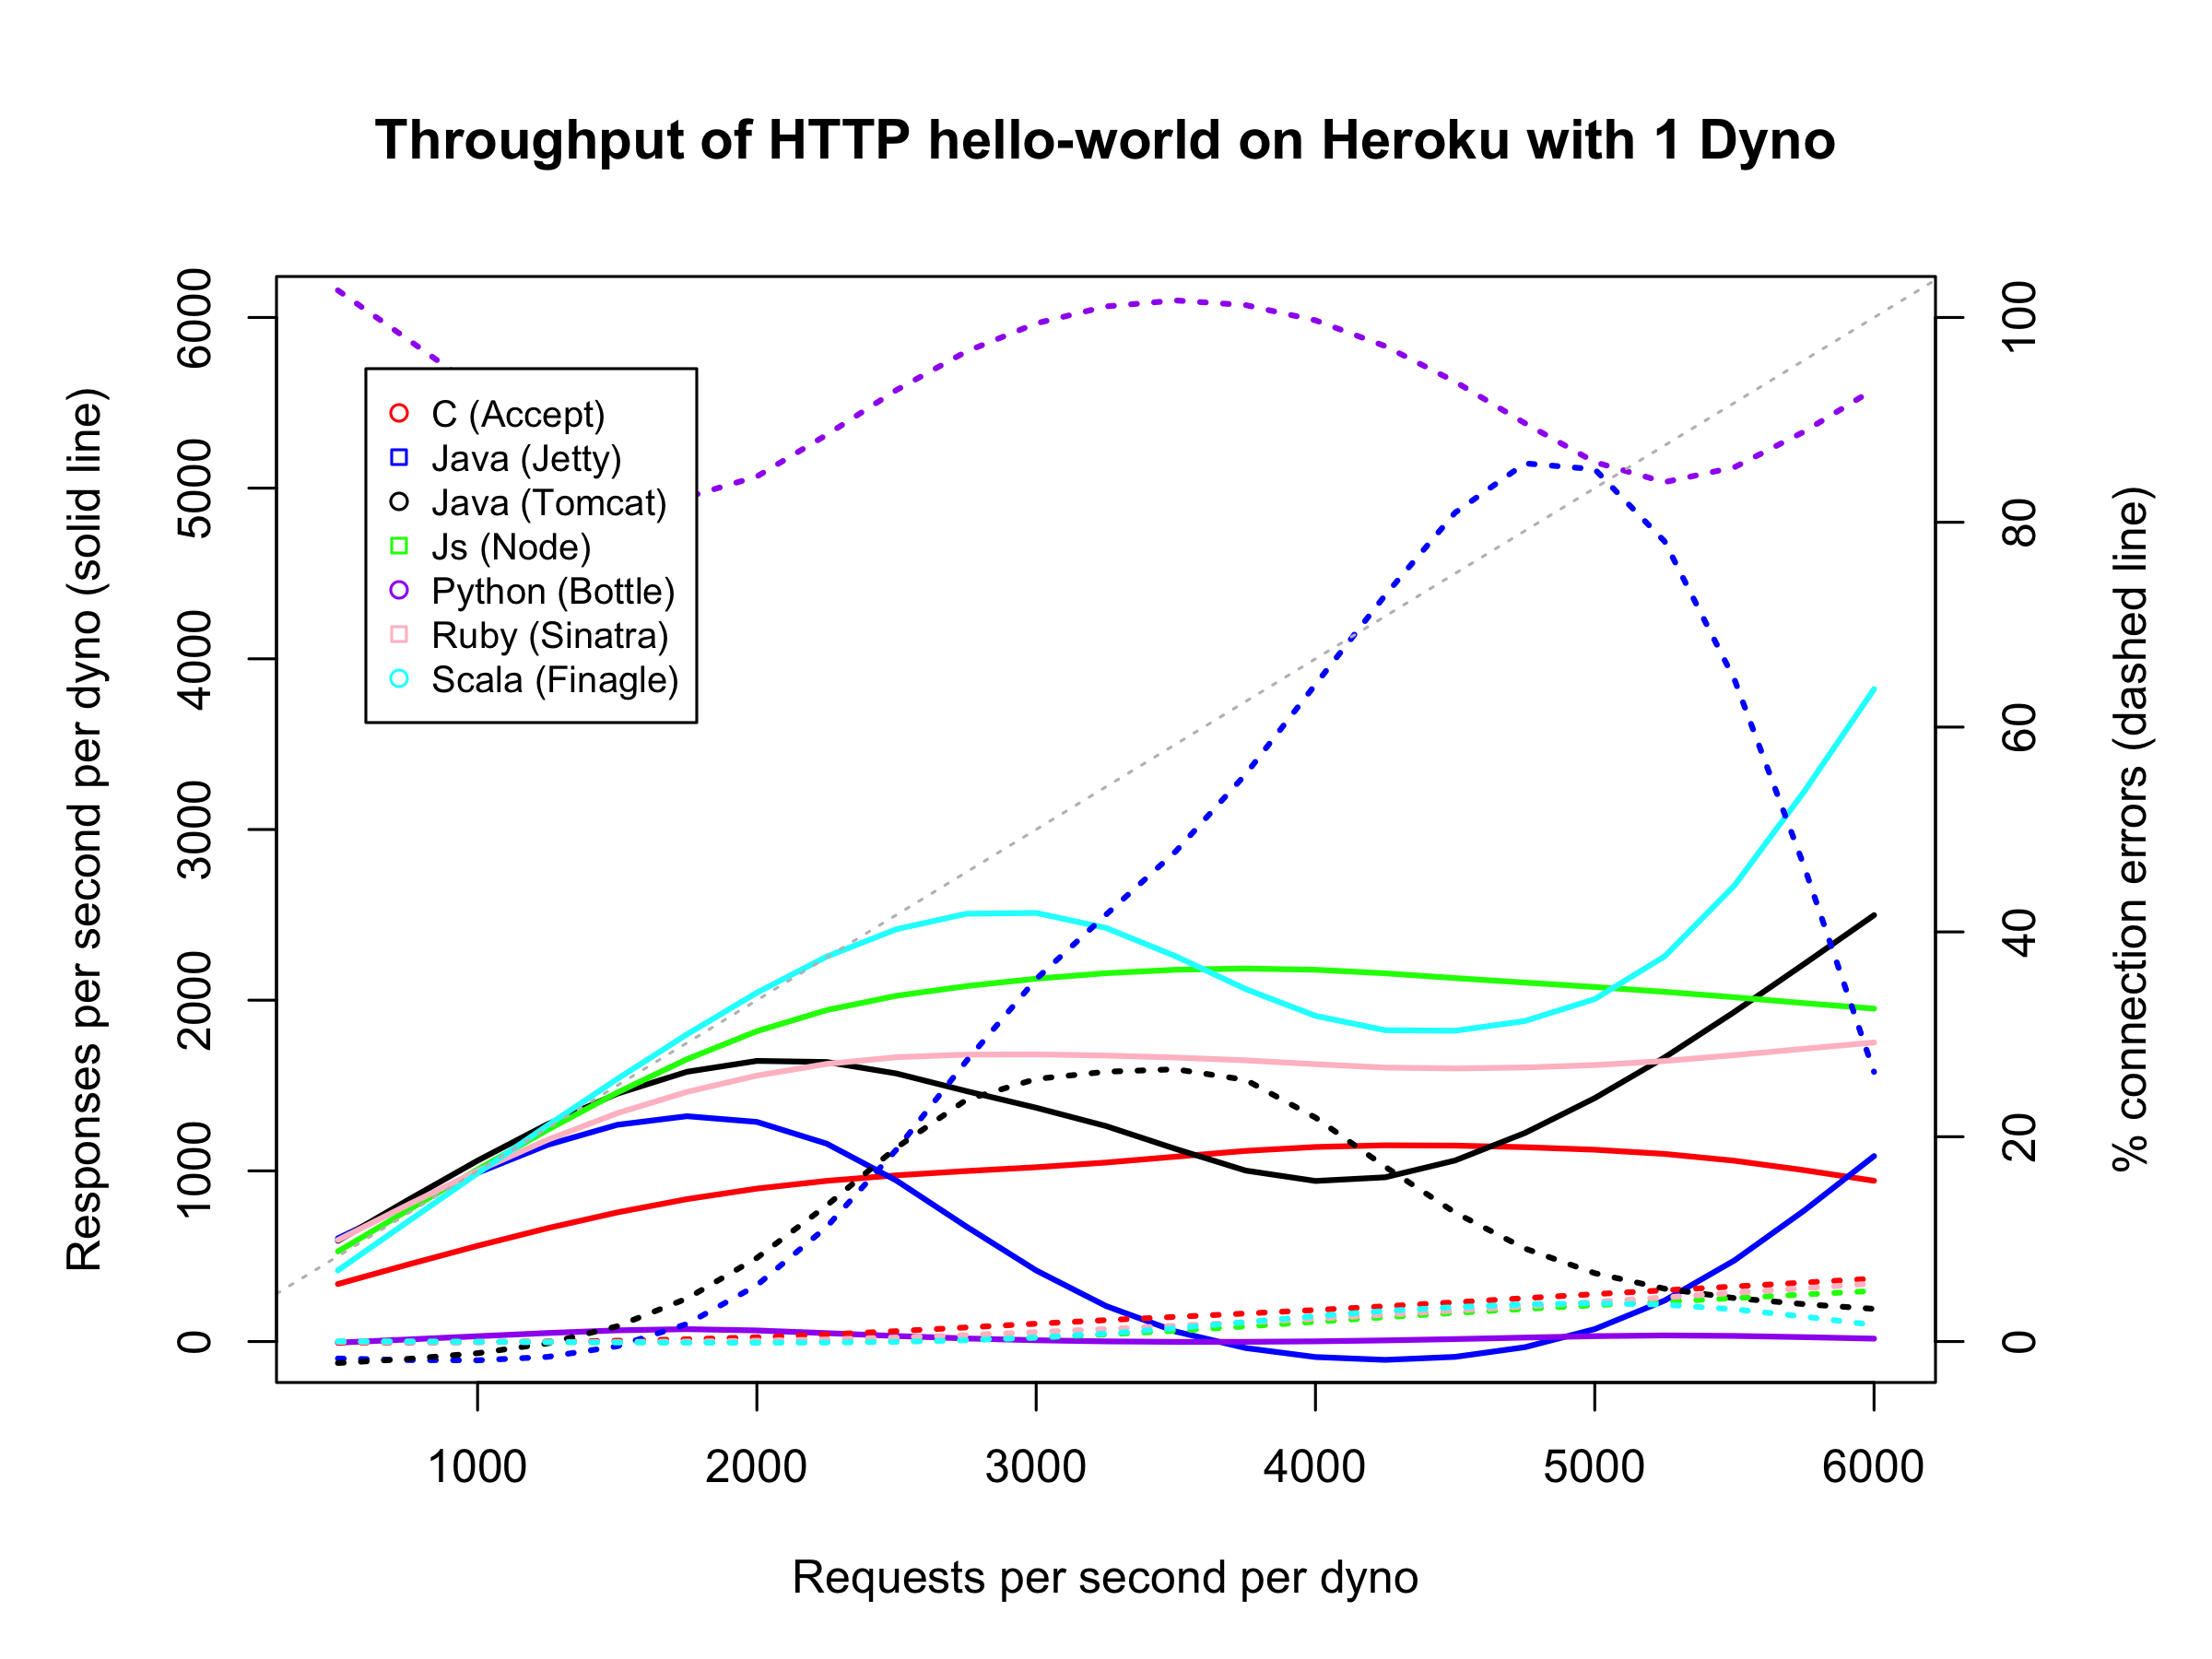 Throughput of HTTP hello-world on Heroku with 1 Dyno
Responses per second per dyno (solid line)
6000
5000
4000
3000
2000
1000
0
C (Accept)
Java (Jetty)
Java (Tomcat)
Js (Node)
Python (Bottle)
Ruby (Sinatra)
Scala (Finagle)
100
80
60
40
20
0
% connection errors (dashed line)
1000 2000 3000 4000 5000 6000
Requests per second per dyno